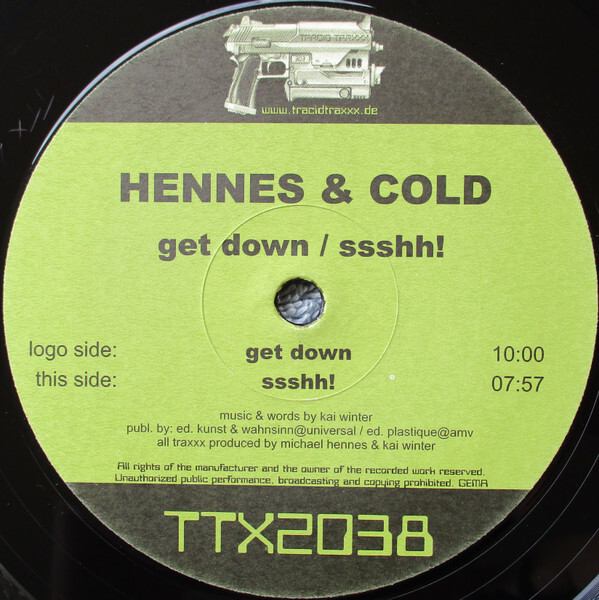 TRACID TRAXXX
www.tracidtraxxx.de
HENNES & COLD
get down / ssshh!
logo side: get down 10:00
this side: ssshh! 07:57
music & words by kai winter
publ. by: ed. kunst & wahnsinn@universal / ed. plastique@amv
all traxxx produced by michael hennes & kai winter
All rights of the manufacturer and the owner of the recorded work reserved.
Unauthorized public performance, broadcasting and copying prohibited. GEMA
TTX2038